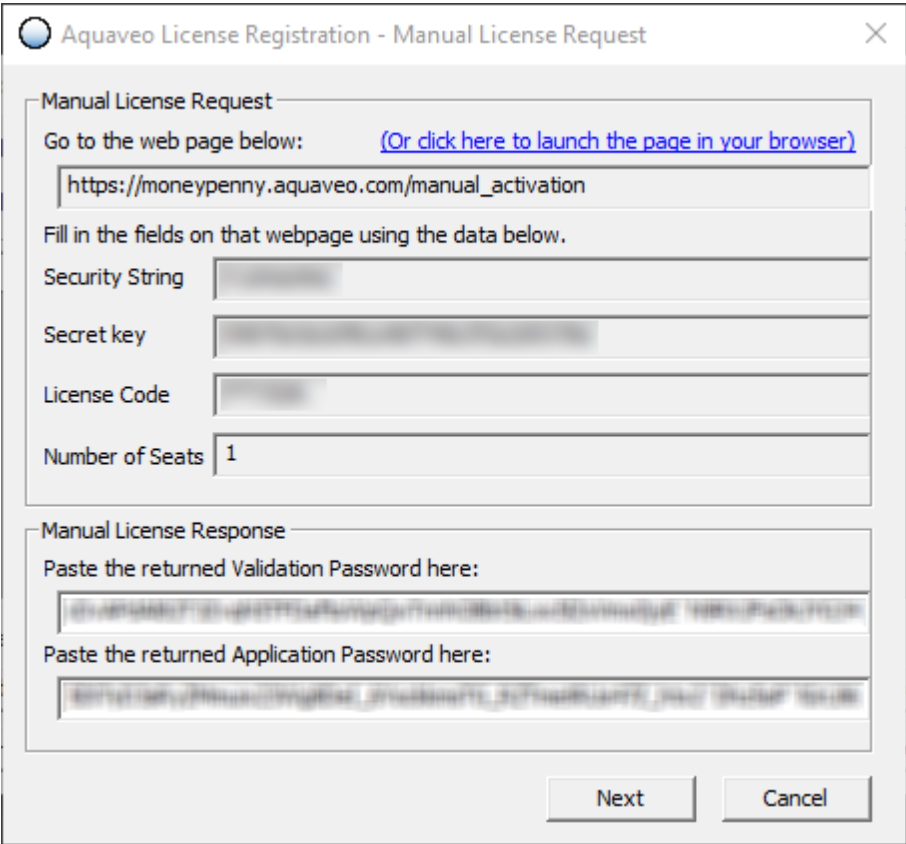 Aquaveo License Registration - Manual License Request
Manual License Request
Go to the web page below: (Or click here to launch the page in your browser)
https://moneypenny.aquaveo.com/manual_activation
Fill in the fields on that webpage using the data below.
Security String
Secret key
License Code
Number of Seats 1
Manual License Response
Paste the returned Validation Password here:
Paste the returned Application Password here:
Next Cancel